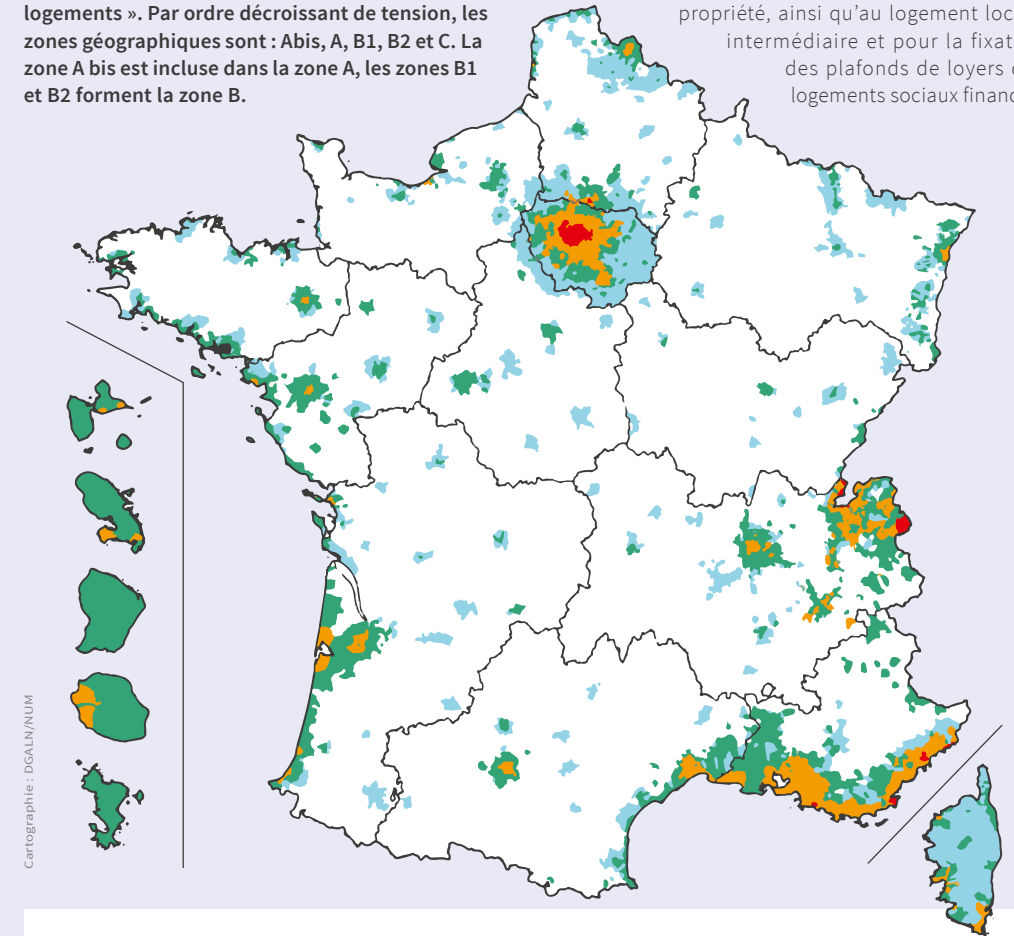 logements ». Par ordre décroissant de tension, les
zones géographiques sont : Abis, A, B1, B2 et C. La
zone A bis est incluse dans la zone A, les zones B1
et B2 forment la zone B.
propriété, ainsi qu'au logement loc
intermédiaire et pour la fixat
des plafonds de loyers
logements sociaux finan
Cartographie : DGALN/NUM